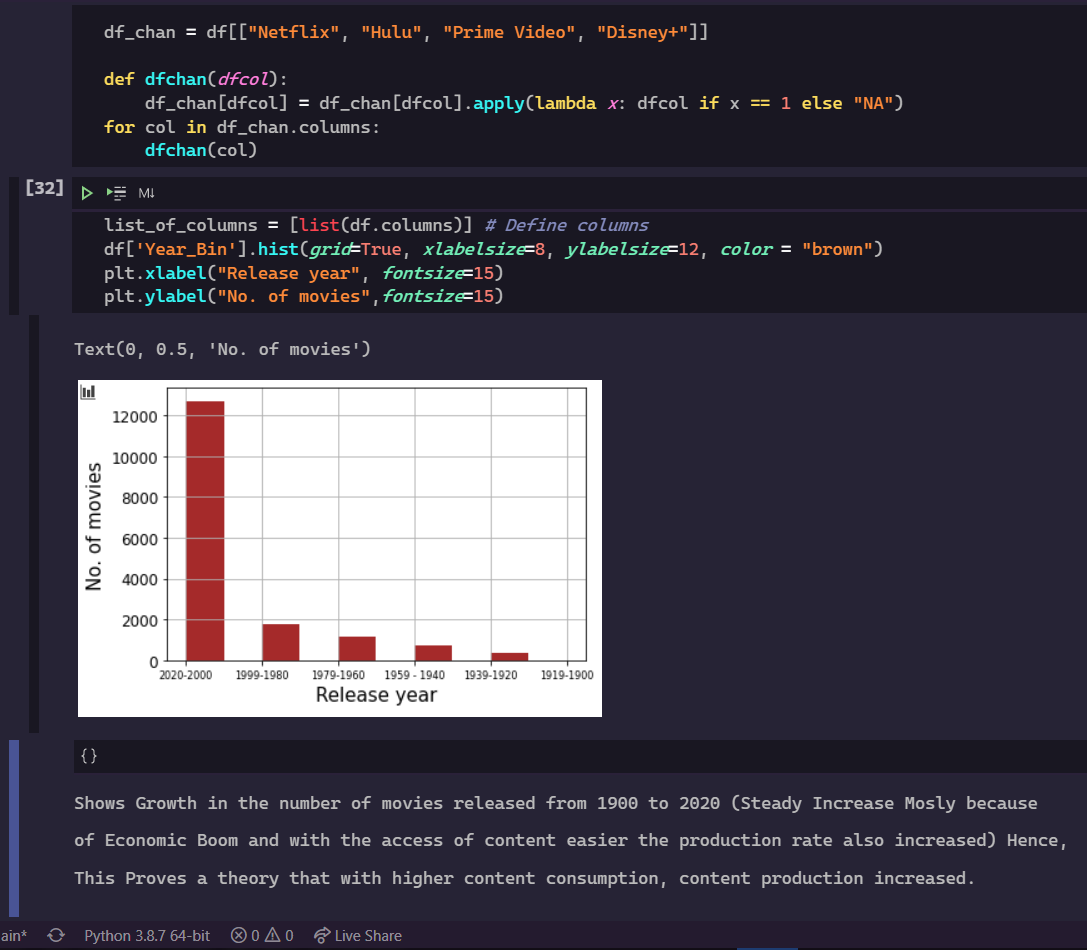 df_chan = df[["Netflix", "Hulu", "Prime Video", "Disney+"]]
def dfchan(dfcol):
    df_chan[dfcol] = df_chan[dfcol].apply(lambda x: dfcol if x == 1 else "NA")
for col in df_chan.columns:
    dfchan(col)
[32]
M↓
list_of_columns = [list(df.columns)] # Define columns
df['Year_Bin'].hist(grid=True, xlabelsize=8, ylabelsize=12, color = "brown")
plt.xlabel("Release year", fontsize=15)
plt.ylabel("No. of movies",fontsize=15)
Text(0, 0.5, 'No. of movies')
12000
10000
8000
6000
4000
2000
0
No. of movies
2020-2000 1999-1980 1979-1960 1959 - 1940 1939-1920 1919-1900
Release year
{}
Shows Growth in the number of movies released from 1900 to 2020 (Steady Increase Mosly because
of Economic Boom and with the access of content easier the production rate also increased) Hence,
This Proves a theory that with higher content consumption, content production increased.
ain* Python 3.8.7 64-bit 0 0 Live Share